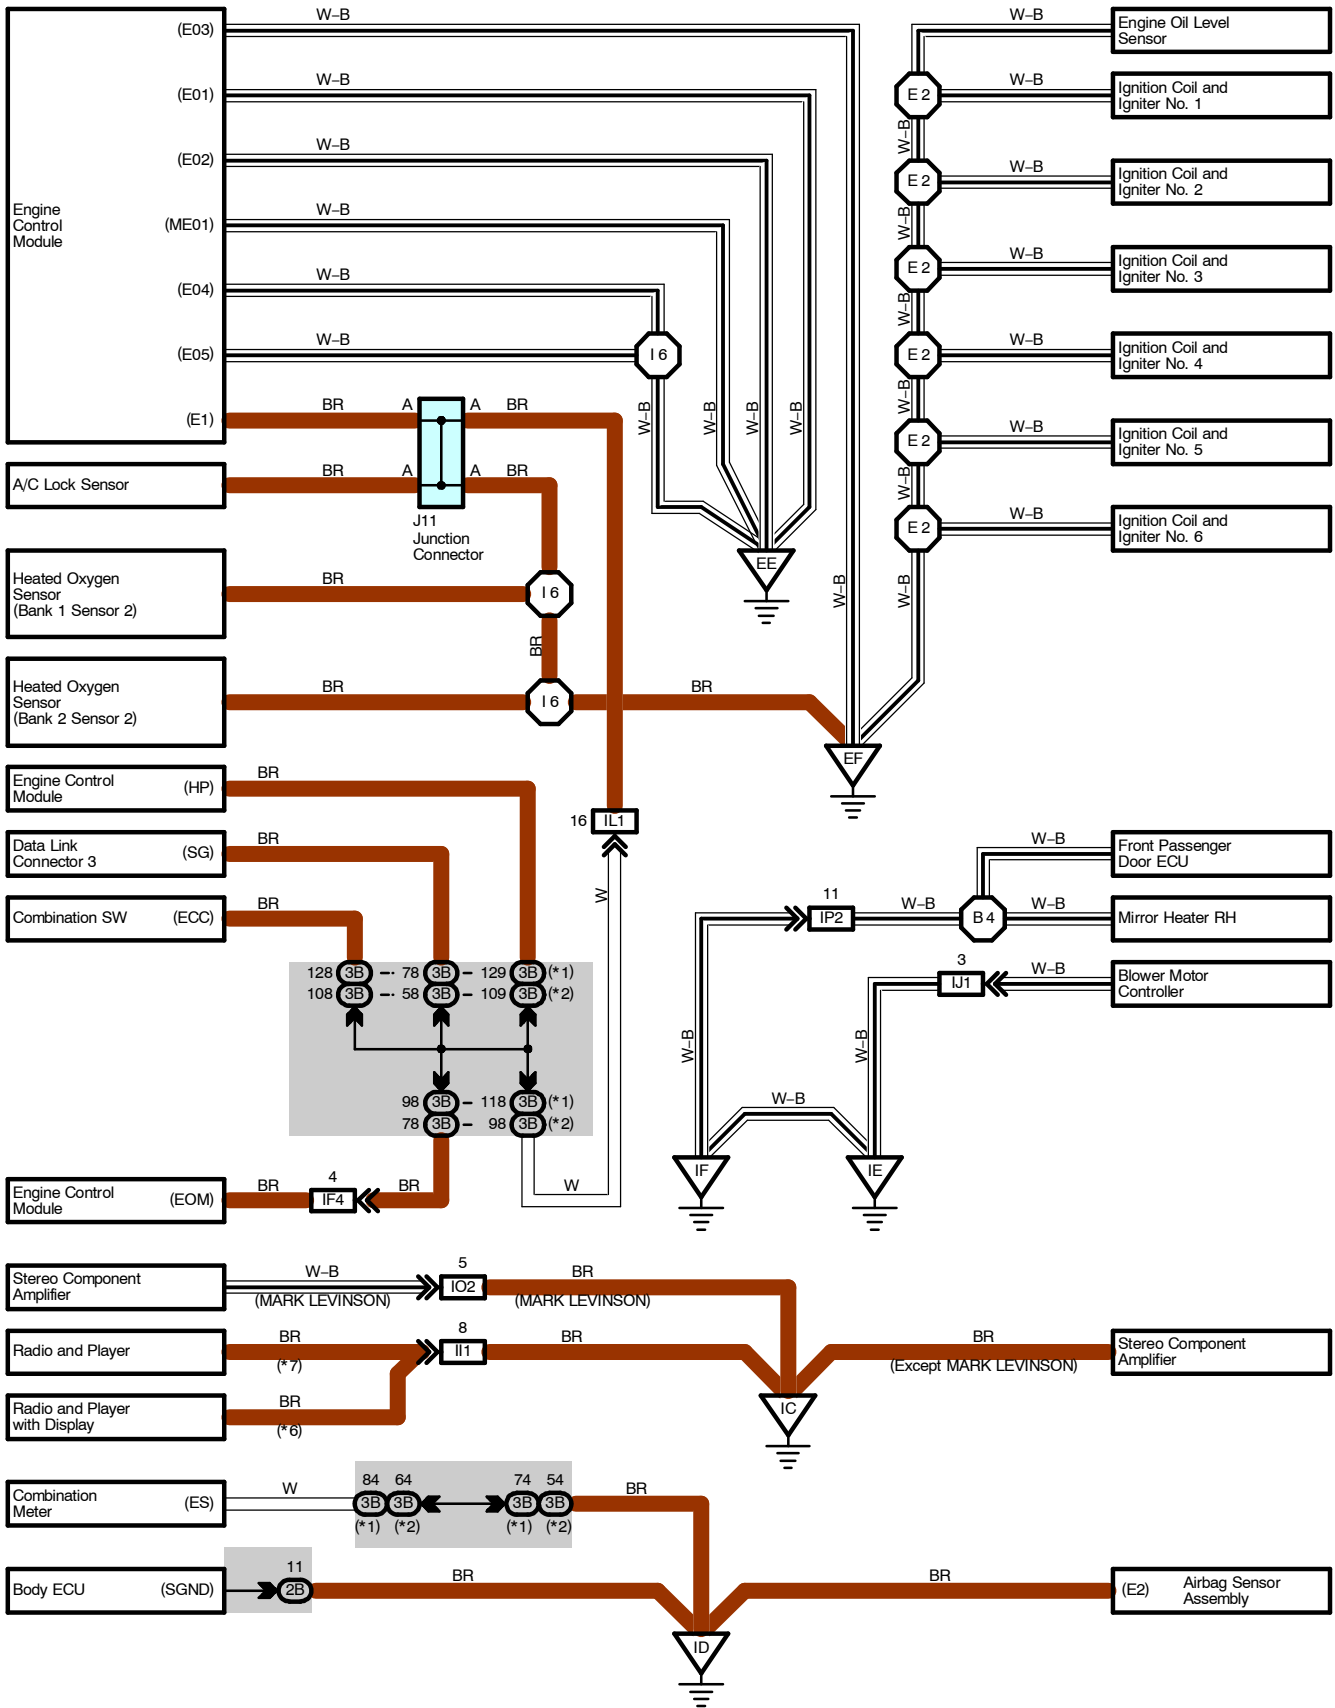 W–B
(E03)
W–B
Engine Oil Level
Sensor
W–B
(E01)
E 2
W–B
Ignition Coil and
Igniter No. 1
W–B
W–B
(E02)
E 2
W–B
Ignition Coil and
Igniter No. 2
W–B
Engine
Control
Module
W–B
(ME01)
E 2
W–B
Ignition Coil and
Igniter No. 3
W–B
W–B
(E04)
W–B
(E05)
I 6
E 2
W–B
Ignition Coil and
Igniter No. 4
W–B
(E1)
BR
A
A
BR
W–B
W–B
W–B
W–B
E 2
W–B
Ignition Coil and
Igniter No. 5
W–B
A/C Lock Sensor
BR
A
A
BR
J11
Junction
Connector
E 2
W–B
Ignition Coil and
Igniter No. 6
EE
W–B
W–B
Heated Oxygen
Sensor
(Bank 1 Sensor 2)
BR
I 6
BR
Heated Oxygen
Sensor
(Bank 2 Sensor 2)
BR
I 6
BR
EF
Engine Control
Module
(HP)
BR
16
IL1
Data Link
Connector 3
(SG)
BR
W
W–B
Front Passenger
Door ECU
Combination SW
(ECC)
BR
11
IP2
W–B
B 4
W–B
Mirror Heater RH
3
IJ1
W–B
Blower Motor
Controller
128
3B
78
3B
129
3B
(*1)
108
3B
58
3B
109
3B
(*2)
W–B
W–B
98
3B
118
3B
(*1)
78
3B
98
3B
(*2)
W–B
IF
IE
Engine Control
Module
(EOM)
BR
4
IF4
BR
W
Stereo Component
Amplifier
W–B
(MARK LEVINSON)
5
IO2
BR
(MARK LEVINSON)
Radio and Player
BR
(*7)
8
II1
BR
BR
(Except MARK LEVINSON)
Stereo Component
Amplifier
Radio and Player
with Display
BR
(*6)
IC
Combination
Meter
(ES)
W
84
64
74
54
3B
3B
3B
3B
(*1)
(*2)
(*1)
(*2)
BR
Body ECU
(SGND)
11
2B
BR
BR
(E2)
Airbag Sensor
Assembly
ID